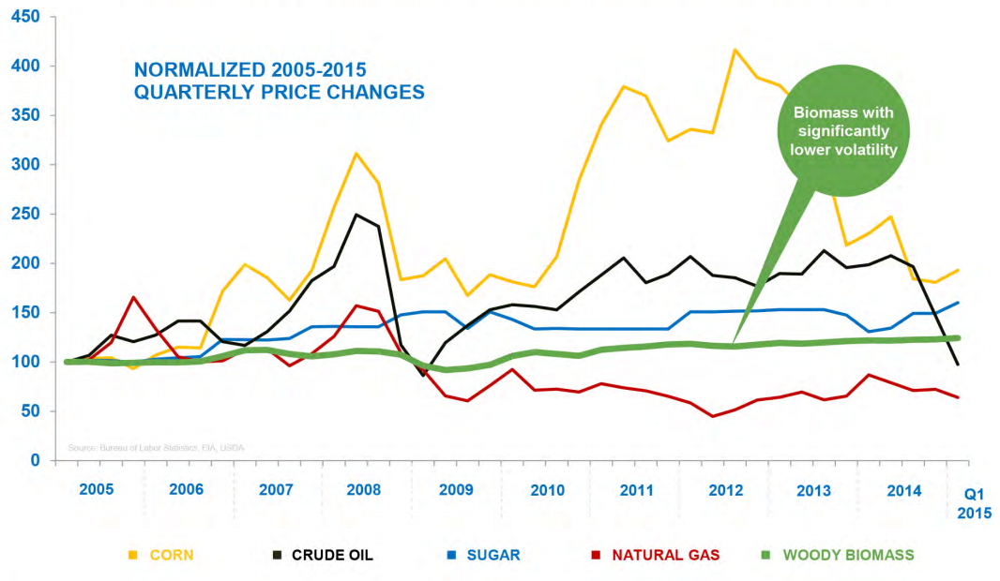 450
400
350
300
250
200
150
100
50
0
NORMALIZED 2005-2015
QUARTERLY PRICE CHANGES
Biomass with
significantly
lower volatility
Source: Bureau of Labor Statistics, EIA, USDA
2005 2006 2007 2008 2009 2010 2011 2012 2013 2014 Q1
2015
CORN CRUDE OIL SUGAR NATURAL GAS WOODY BIOMASS